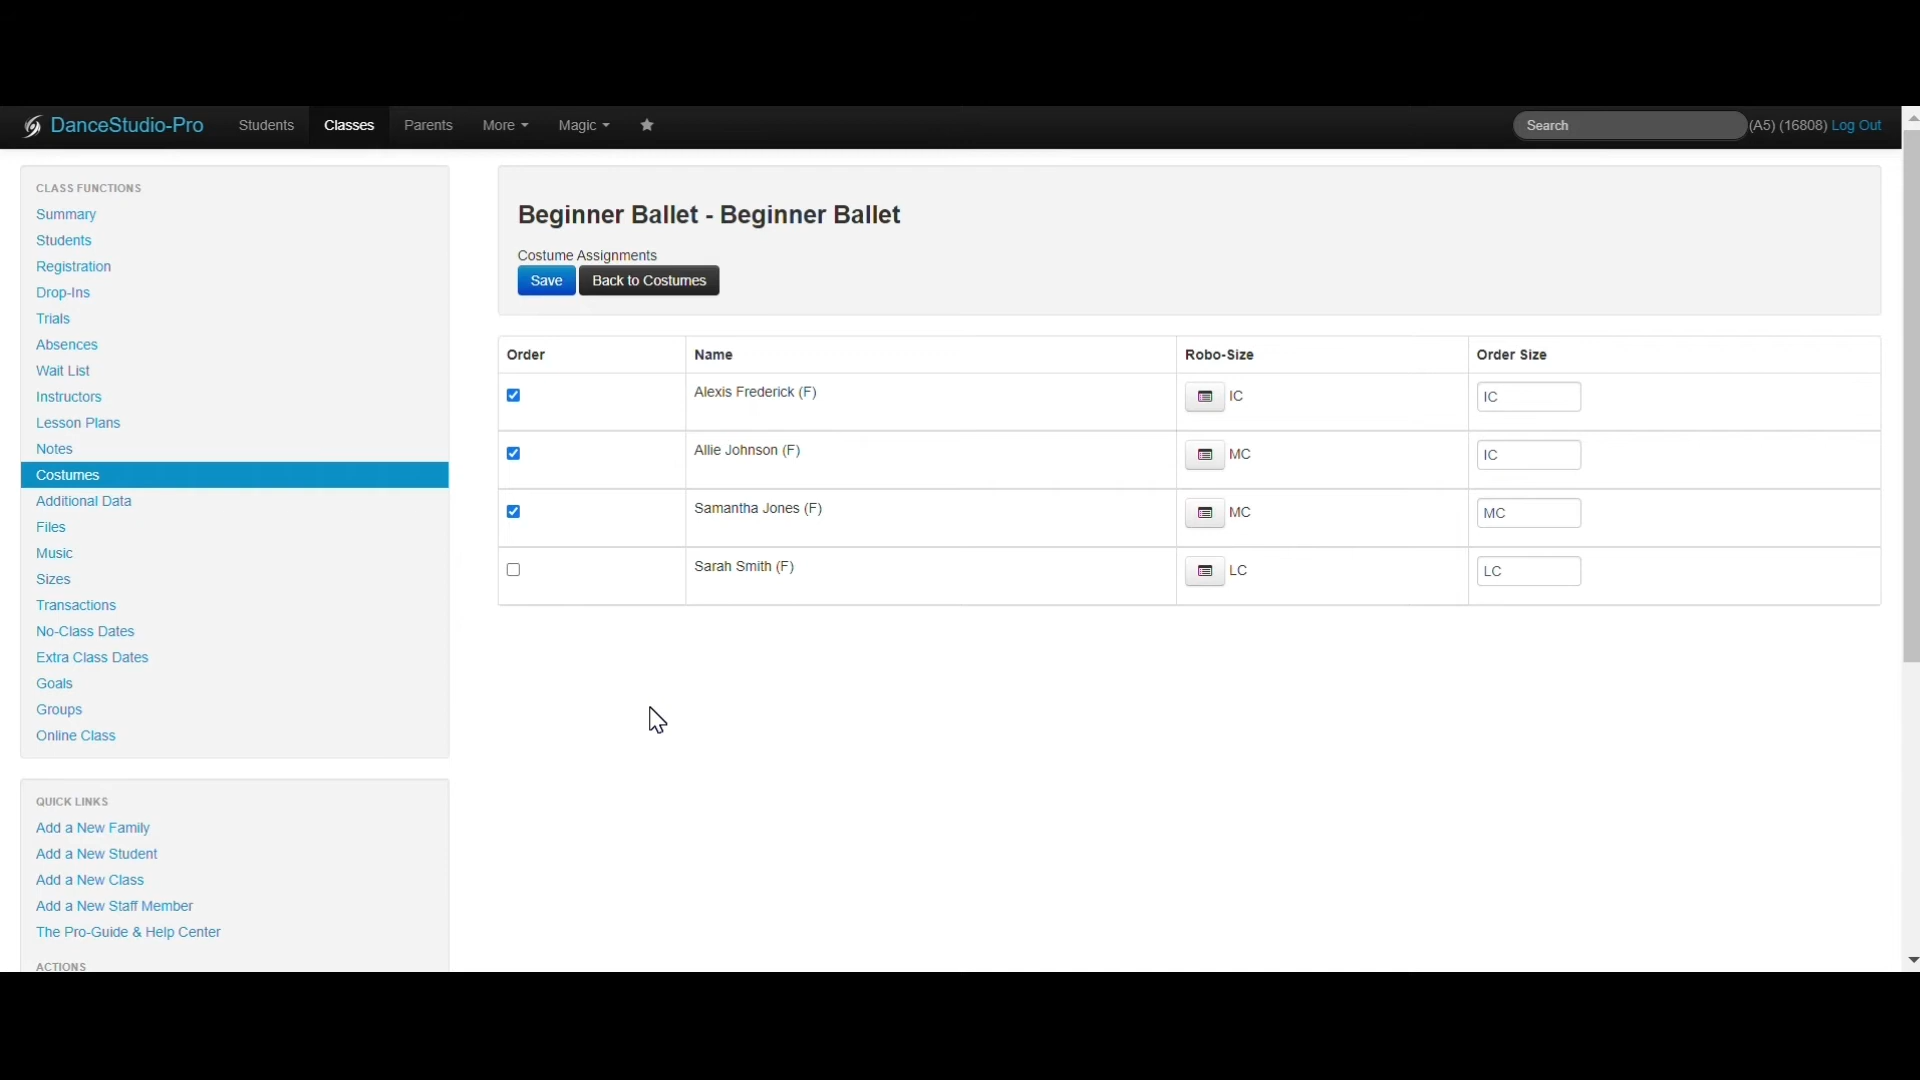 DanceStudio-Pro Students Classes Parents More Magic Search (A5) (16808) Log Out
CLASS FUNCTIONS
Summary
Students
Registration
Drop-Ins
Trials
Absences
Wait List
Instructors
Lesson Plans
Notes
Costumes
Additional Data
Files
Music
Sizes
Transactions
No-Class Dates
Extra Class Dates
Goals
Groups
Online Class
QUICK LINKS
Add a New Family
Add a New Student
Add a New Class
Add a New Staff Member
The Pro-Guide & Help Center
ACTIONS
Beginner Ballet - Beginner Ballet
Costume Assignments
Save Back to Costumes
Order Name Robo-Size Order Size
Alexis Frederick (F) IC IC
Allie Johnson (F) MC IC
Samantha Jones (F) MC MC
Sarah Smith (F) LC LC